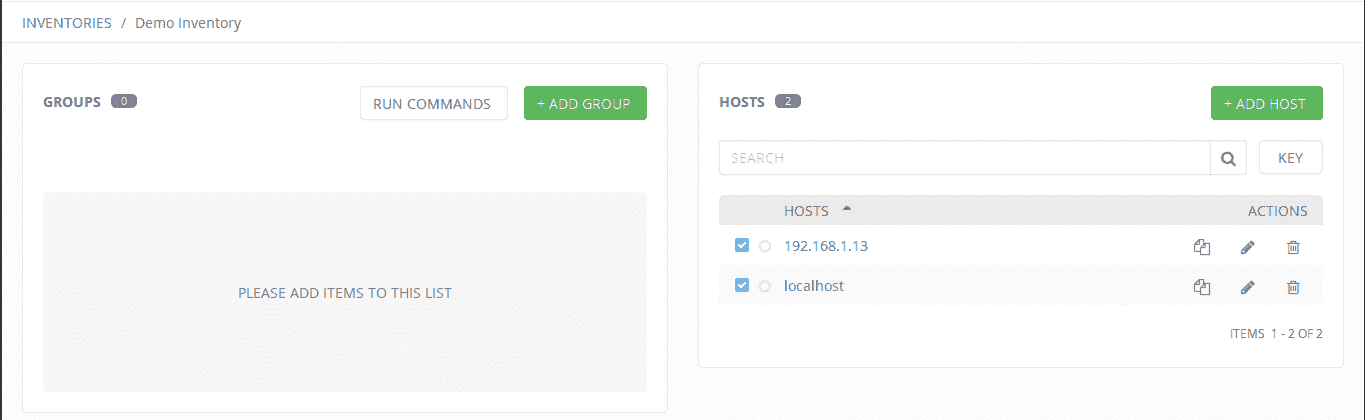 INVENTORIES / Demo Inventory
GROUPS 0 RUN COMMANDS + ADD GROUP
PLEASE ADD ITEMS TO THIS LIST
HOSTS 2 + ADD HOST
SEARCH KEY
HOSTS ACTIONS
192.168.1.13
localhost
ITEMS 1 - 2 OF 2